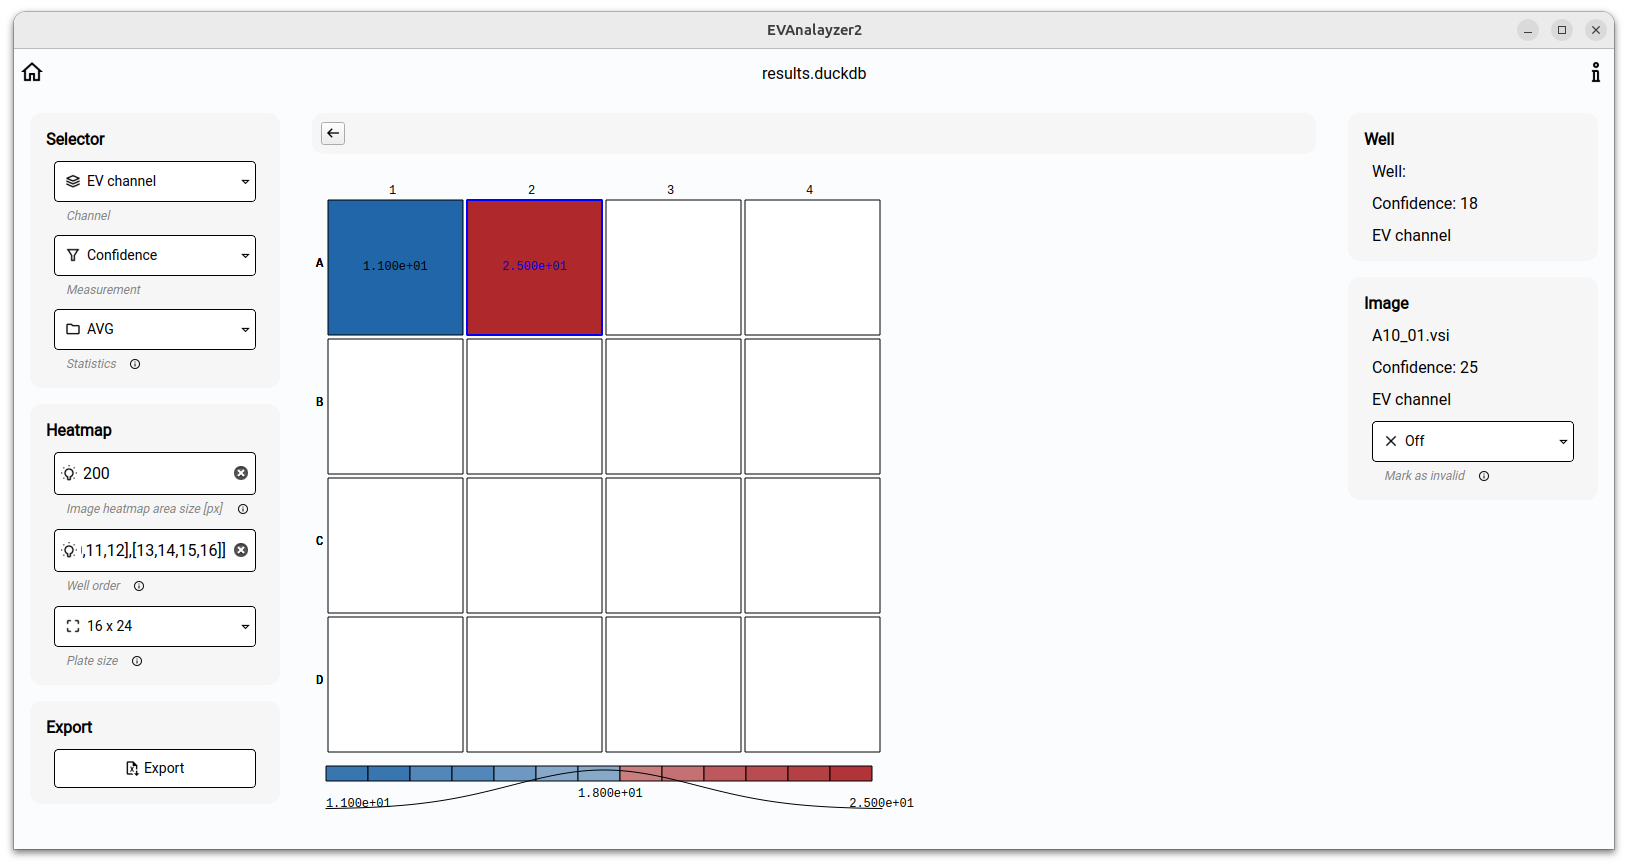 EVAnalayzer2
results.duckdb
Selector
EV channel
Channel
Confidence
Measurement
AVG
Statistics
Heatmap
200
Image heatmap area size [px]
,11,12],[13,14,15,16]]
Well order
16 x 24
Plate size
Export
Export
1 2 3 4
A 1.100e+01 2.500e+01
B
C
D
1.100e+01 1.800e+01 2.500e+01
Well
Well:
Confidence: 18
EV channel
Image
A10_01.vsi
Confidence: 25
EV channel
Off
Mark as invalid